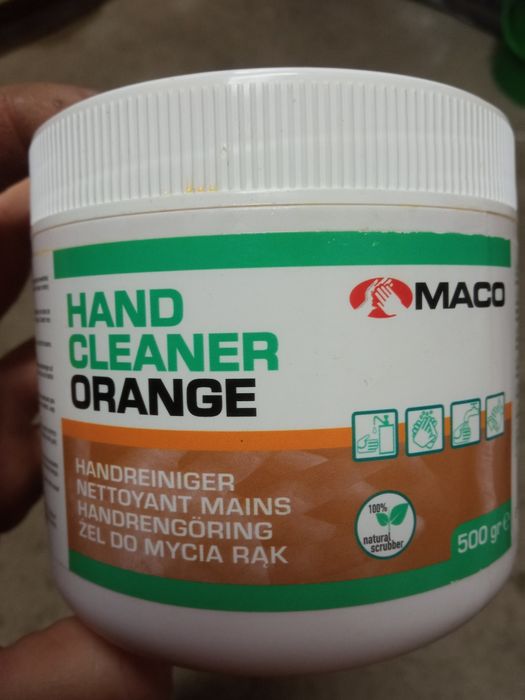 MACO
HAND
CLEANER
ORANGE
HANDREINIGER
NETTOYANT MAINS
HANDRENGÖRING
ŻEL DO MYCIA RĄK
100%
natural
scrubber
500 gr ℮